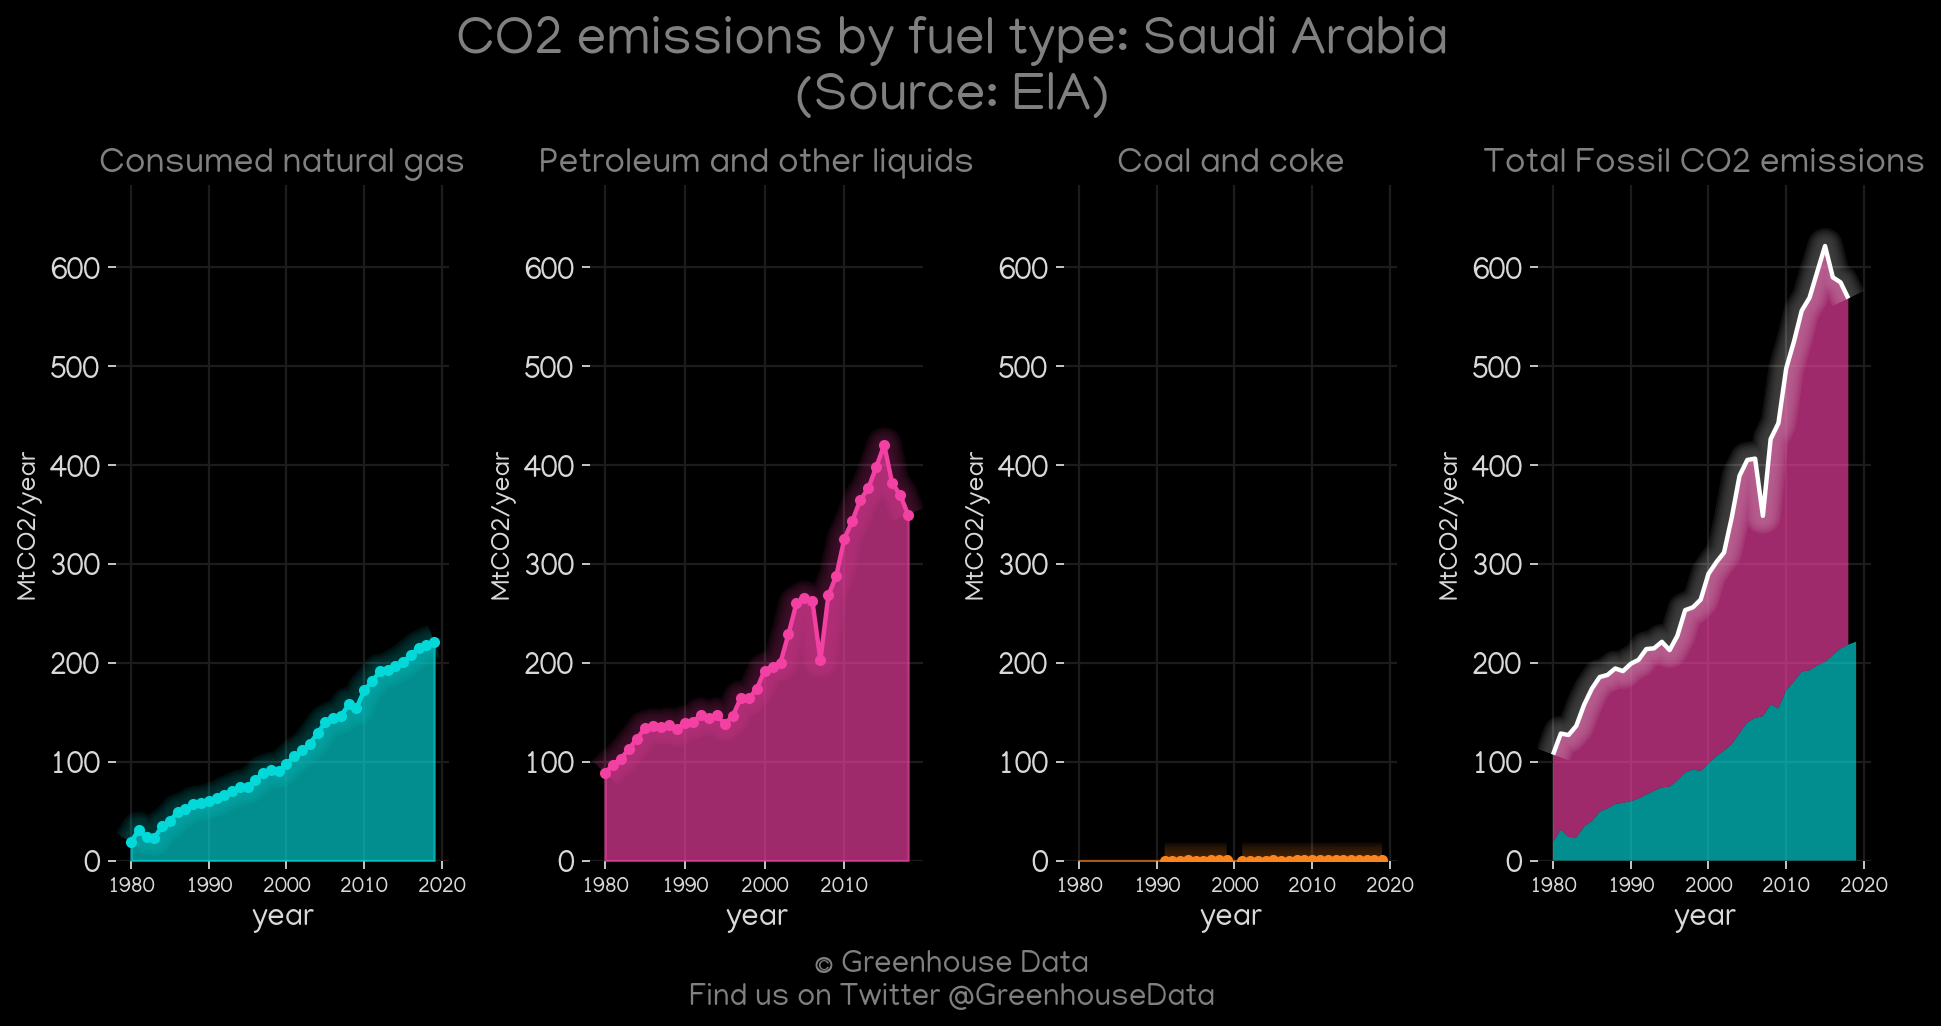 CO2 emissions by fuel type: Saudi Arabia
(Source: EIA)
Consumed natural gas
Petroleum and other liquids
Coal and coke
Total Fossil CO2 emissions
600
500
400
300
200
100
0
MtCO2/year
1980 1990 2000 2010 2020
year
600
500
400
300
200
100
0
MtCO2/year
1980 1990 2000 2010
year
600
500
400
300
200
100
0
MtCO2/year
1980 1990 2000 2010 2020
year
600
500
400
300
200
100
0
MtCO2/year
1980 1990 2000 2010 2020
year
© Greenhouse Data
Find us on Twitter @GreenhouseData